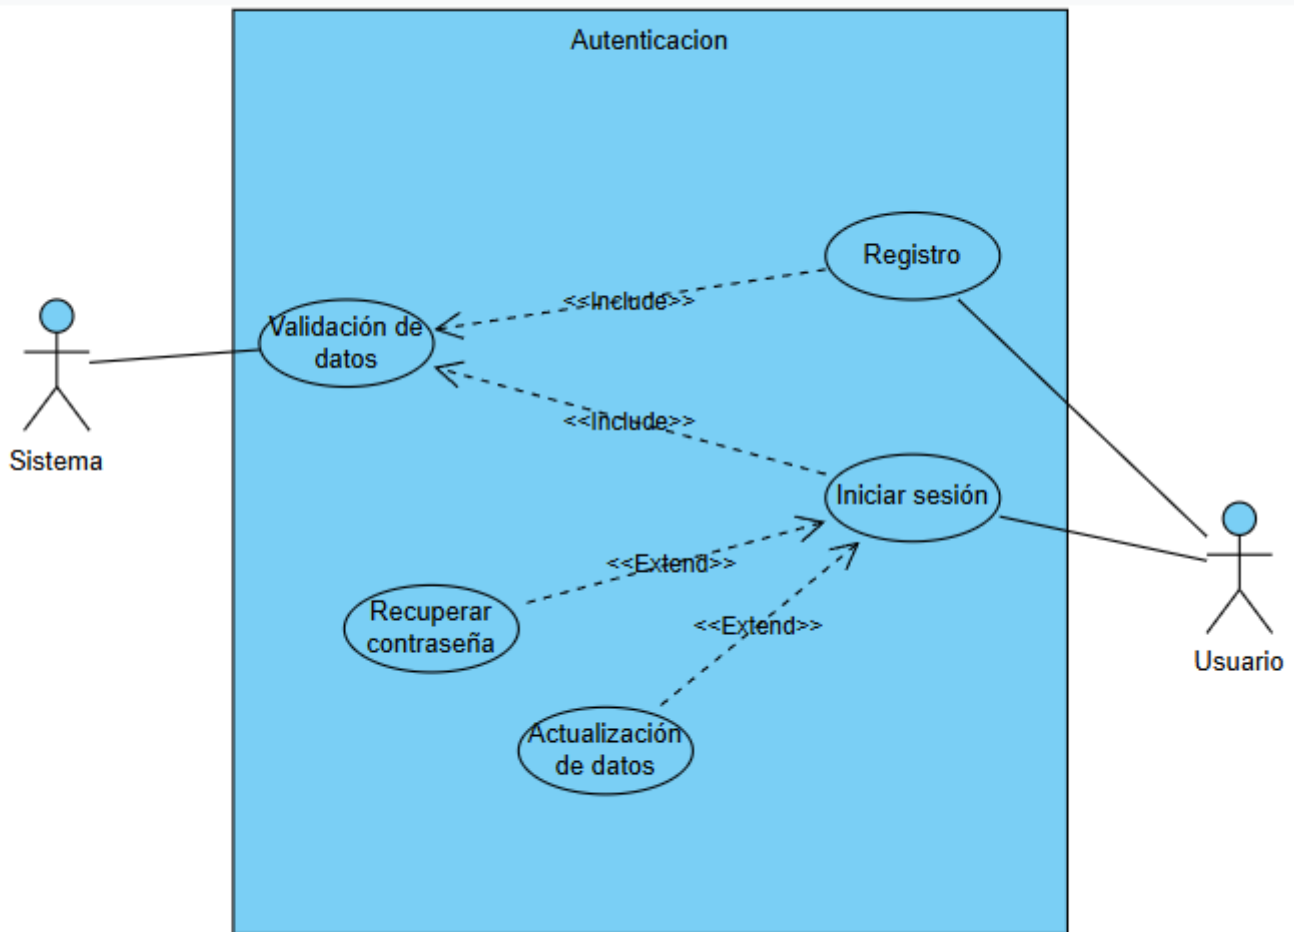 Autenticacion
Registro
<<Include>>
Validación de
datos
<<Include>>
Sistema
Iniciar sesión
<<Extend>>
Recuperar
contraseña
<<Extend>>
Usuario
Actualización
de datos